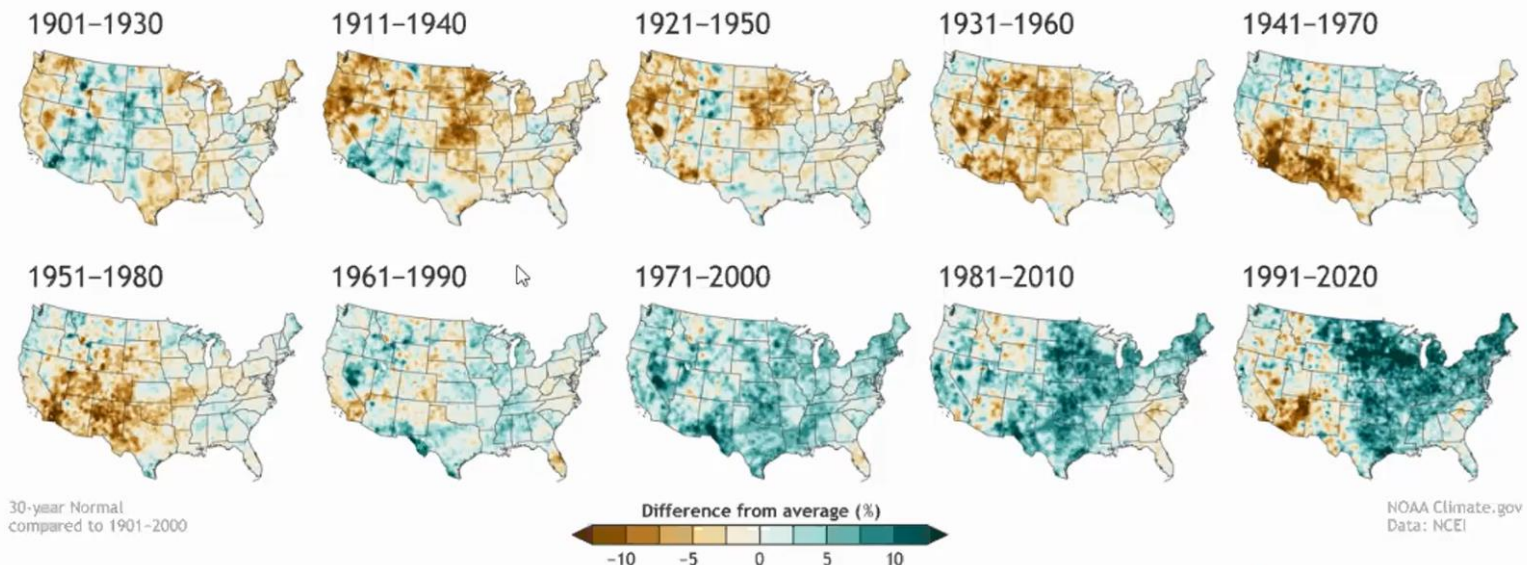 1901–1930
1911–1940
1921–1950
1931–1960
1941–1970
1951–1980
1961–1990
1971–2000
1981–2010
1991–2020
30-year Normal
compared to 1901–2000
Difference from average (%)
−10 −5 0 5 10
NOAA Climate.gov
Data: NCEI